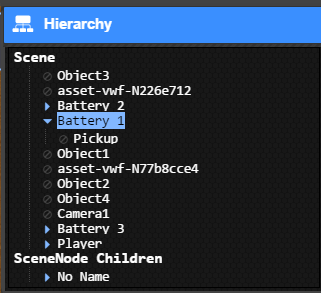 Hierarchy
Scene
Object3
asset-vwf-N226e712
Battery 2
Battery 1
Pickup
Object1
asset-vwf-N77b8cce4
Object2
Object4
Camera1
Battery 3
Player
SceneNode Children
No Name